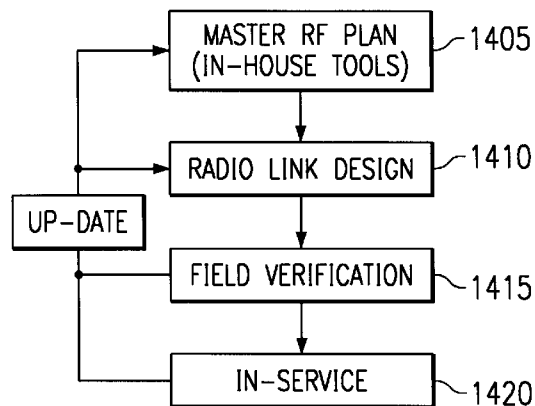 MASTER RF PLAN
(IN-HOUSE TOOLS)
1405
RADIO LINK DESIGN
1410
UP-DATE
FIELD VERIFICATION
1415
IN-SERVICE
1420